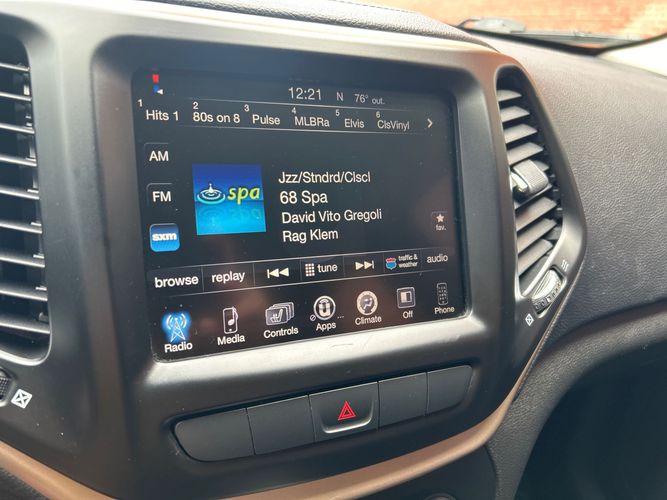 12:21 N 76° out.
1 Hits 1 2 80s on 8 3 Pulse 4 MLBRa 5 Elvis 6 ClsVinyl
AM
FM
sxm
spa
Jzz/Stndrd/Clscl
68 Spa
David Vito Gregoli
Rag Klem
fav.
browse replay tune traffic & weather audio
Radio Media Controls Apps Climate Off Phone